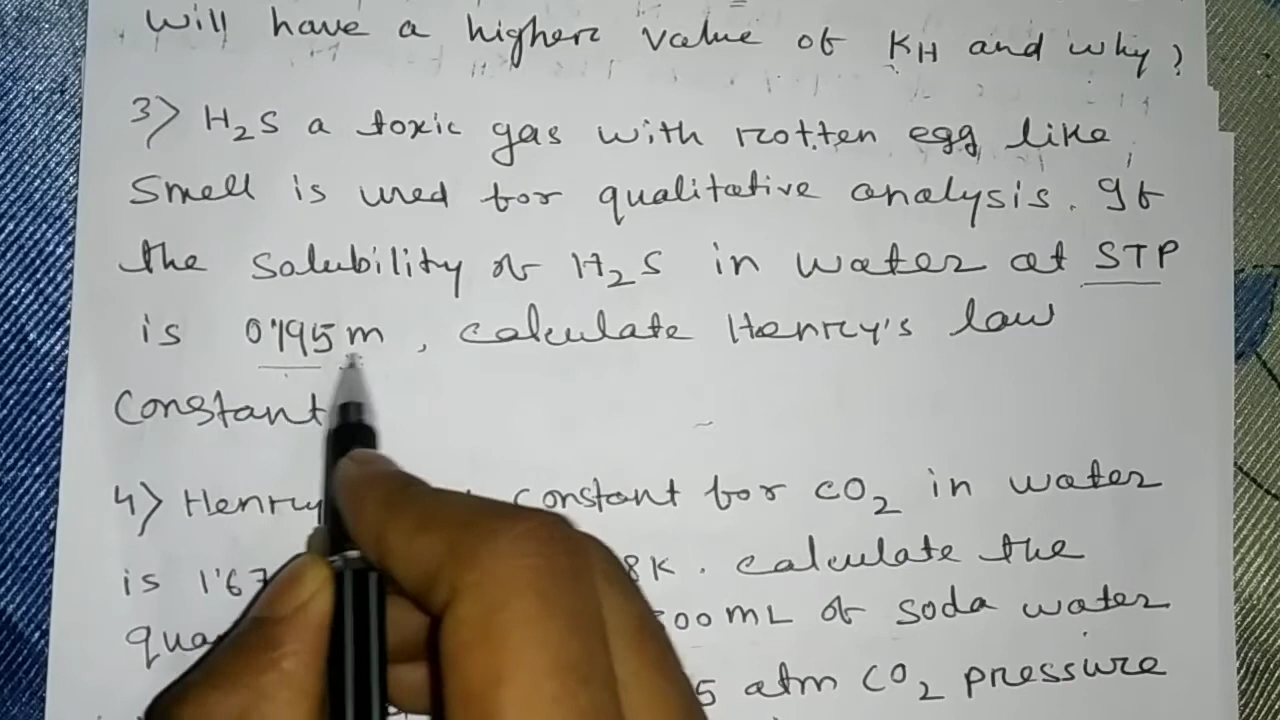 will have a higher value of KH and why?
3) H2S a toxic gas with rotten egg like
smell is used for qualitative analysis. If
the solubility of H2S in water at STP
is 0.195m, calculate Henry's law
constant
4) Henry constant for CO2 in water
is 1.67 8K. calculate the
00mL of soda water
5 atm CO2 pressure